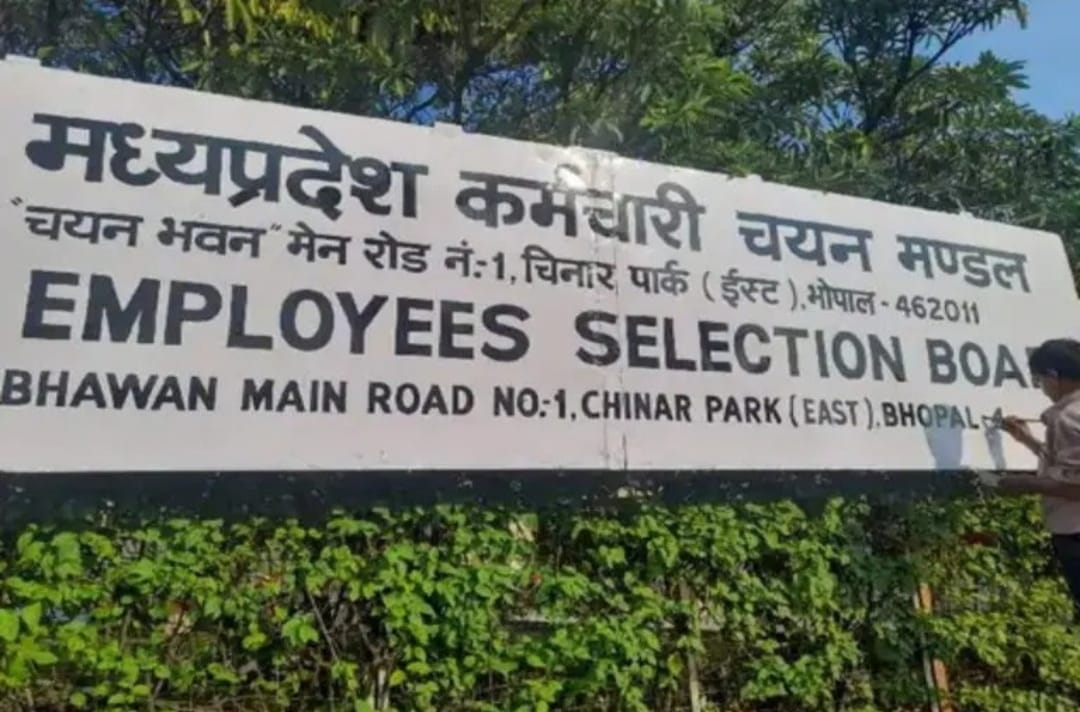 मध्यप्रदेश कर्मचारी चयन मण्डल
"चयन भवन" मेन रोड नं:-1, चिनार पार्क (ईस्ट), भोपाल - 462011
EMPLOYEES SELECTION
BHAWAN MAIN ROAD NO:-1, CHINAR PARK (EAST), BHOPAL-4